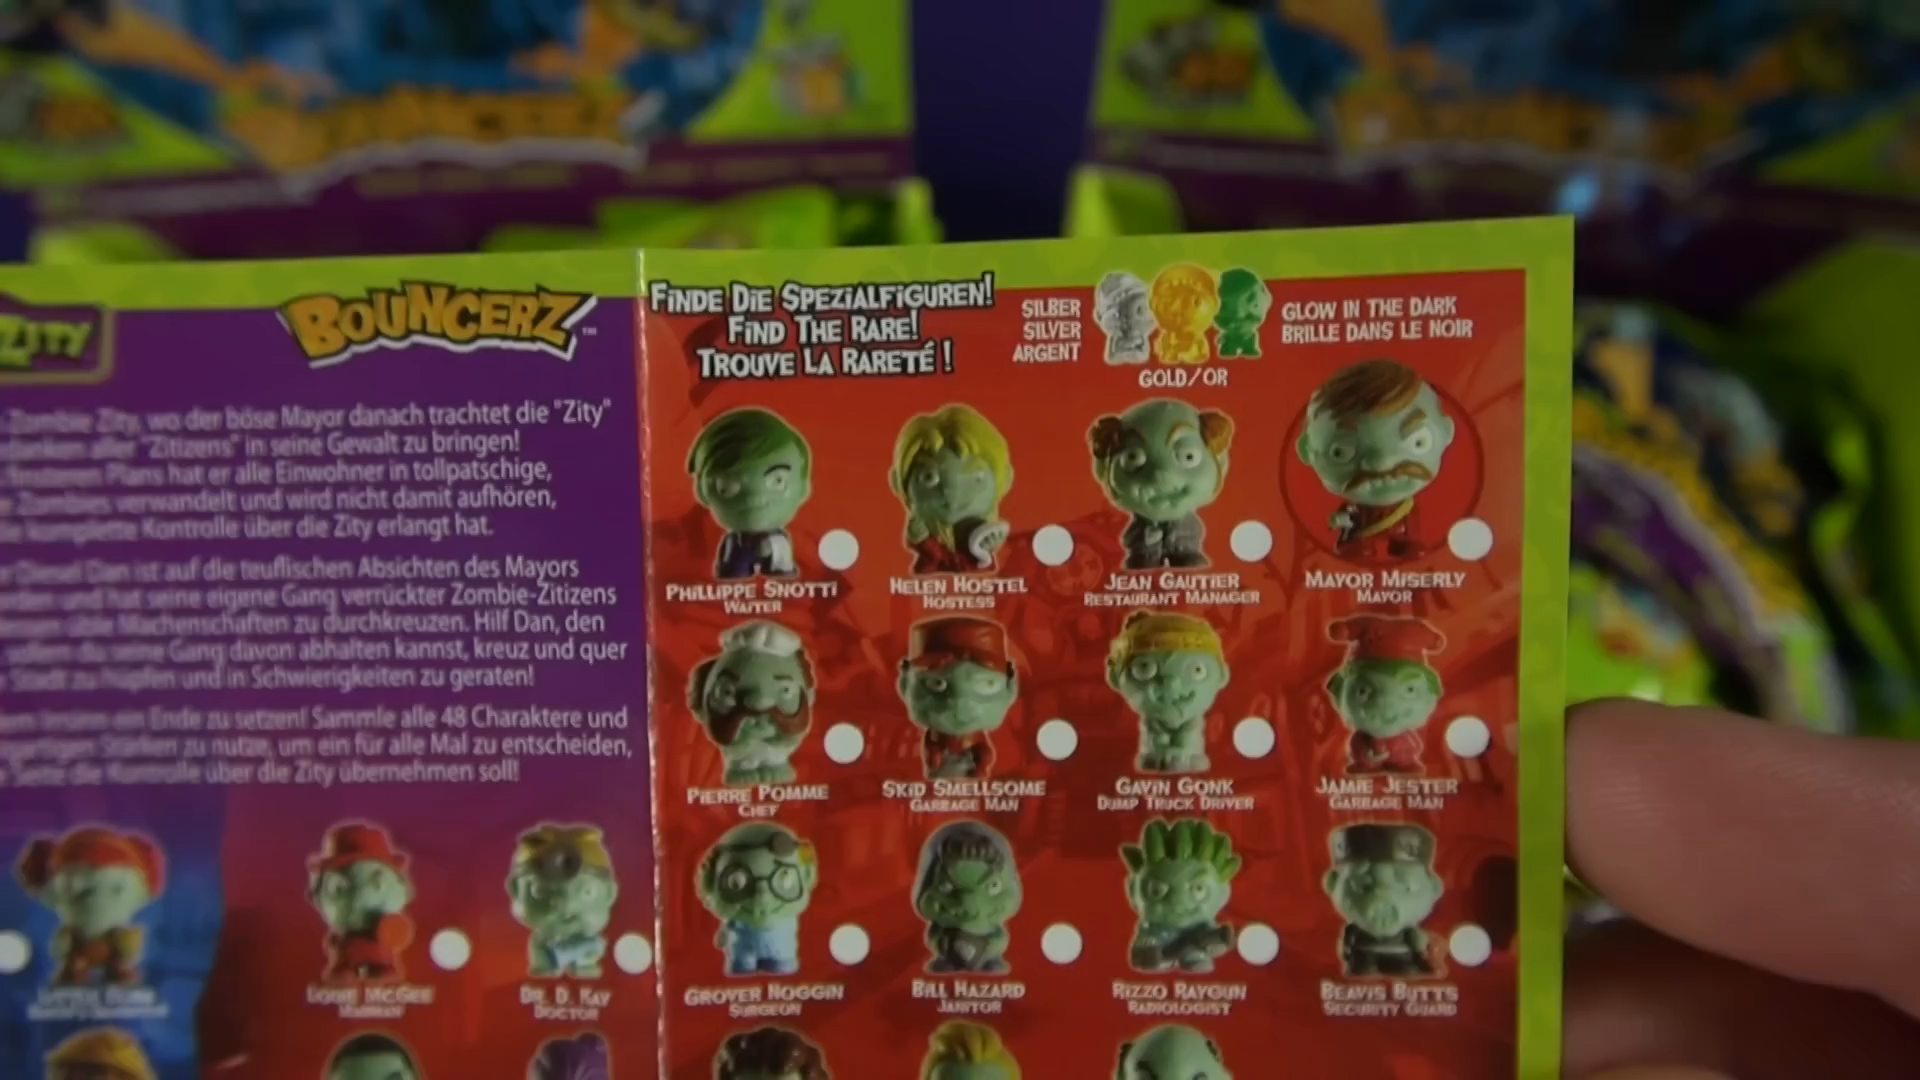 ZITY
BOUNCERZ™
Zombie Zity, wo der böse Mayor danach trachtet die "Zity"
aller "Zitizens" in seine Gewalt zu bringen!
Plans hat er alle Einwohner in tollpatschige,
Zombies verwandelt und wird nicht damit aufhören,
komplette Kontrolle über die Zity erlangt hat.
Dan ist auf die teuflischen Absichten des Mayors
und hat seine eigene Gang verrückter Zombie-Zitizens
üble Machenschaften zu durchkreuzen. Hilf Dan, den
du seine Gang davon abhalten kannst, kreuz und quer
Stadt zu hüpfen und in Schwierigkeiten zu geraten!
ein Ende zu setzen! Sammle alle 48 Charaktere und
Stärken zu nutze, um ein für alle Mal zu entscheiden,
Seite die Kontrolle über die Zity übernehmen soll!
DR. D. KAY
DOCTOR
FINDE DIE SPEZIALFIGUREN!
FIND THE RARE!
TROUVE LA RARETÉ !
SILBER
SILVER
ARGENT
GOLD/OR
GLOW IN THE DARK
BRILLE DANS LE NOIR
PHILLIPPE SNOTTI
WAITER
HELEN HOSTEL
HOSTESS
JEAN GAUTIER
RESTAURANT MANAGER
MAYOR MISERLY
MAYOR
PIERRE POMME
CHEF
SKID SMELLSOME
GARBAGE MAN
GAVIN GONK
DUMP TRUCK DRIVER
JAMIE JESTER
GARBAGE MAN
GROVER NOGGIN
SURGEON
BILL HAZARD
JANITOR
RIZZO RAYGUN
RADIOLOGIST
BEAVIS BUTTS
SECURITY GUARD